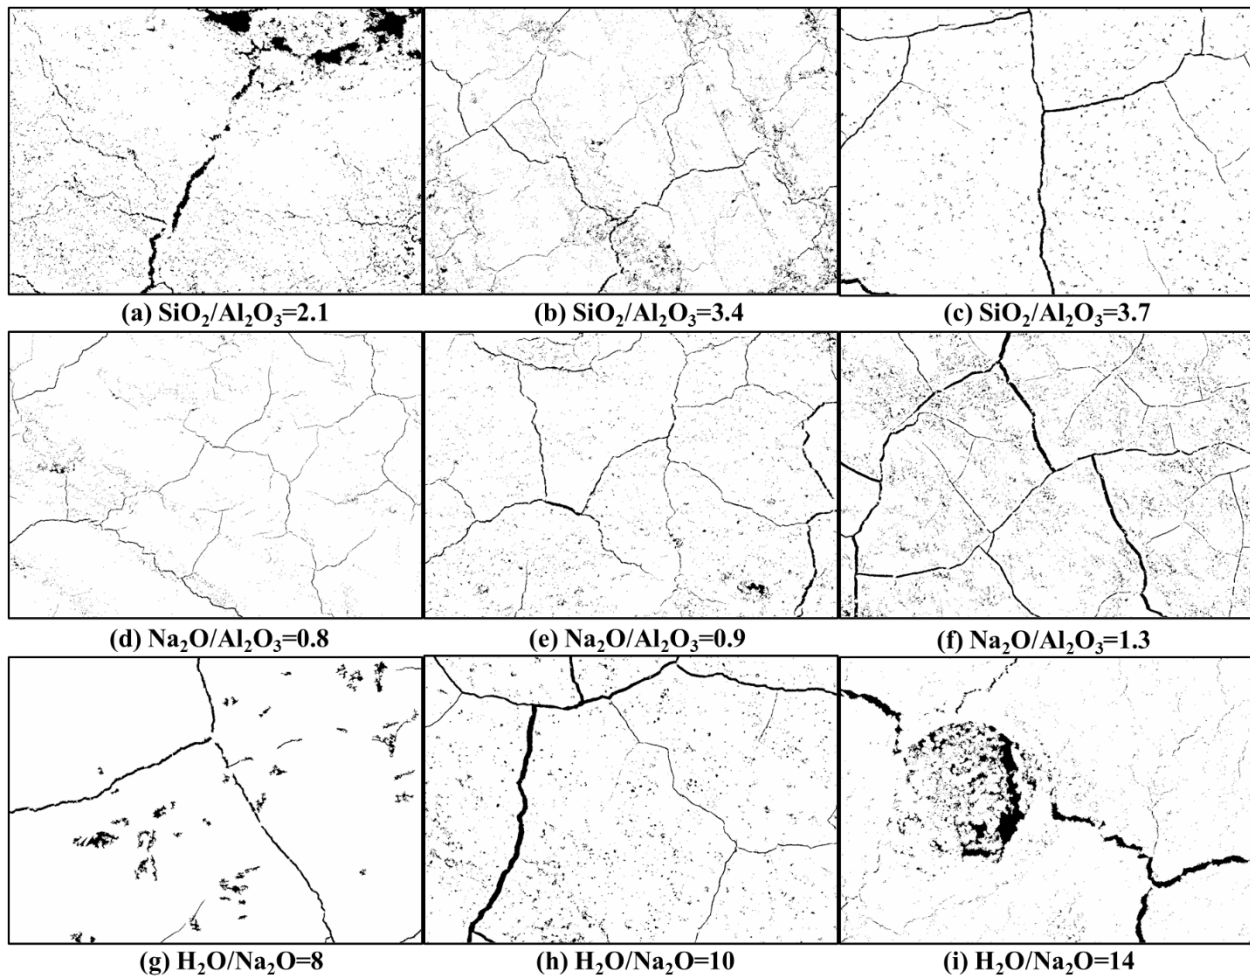 (a) SiO₂/Al₂O₃=2.1 (b) SiO₂/Al₂O₃=3.4 (c) SiO₂/Al₂O₃=3.7
(d) Na₂O/Al₂O₃=0.8 (e) Na₂O/Al₂O₃=0.9 (f) Na₂O/Al₂O₃=1.3
(g) H₂O/Na₂O=8 (h) H₂O/Na₂O=10 (i) H₂O/Na₂O=14